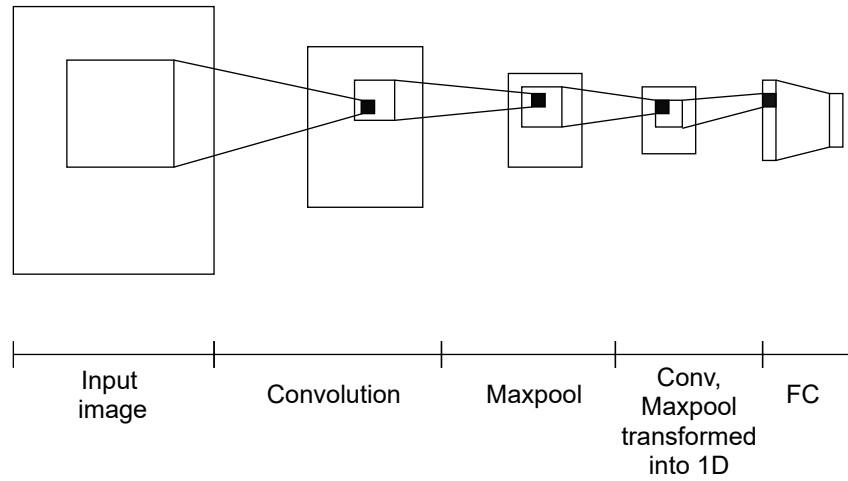 Input
image
Convolution
Maxpool
Conv,
Maxpool
transformed
into 1D
FC